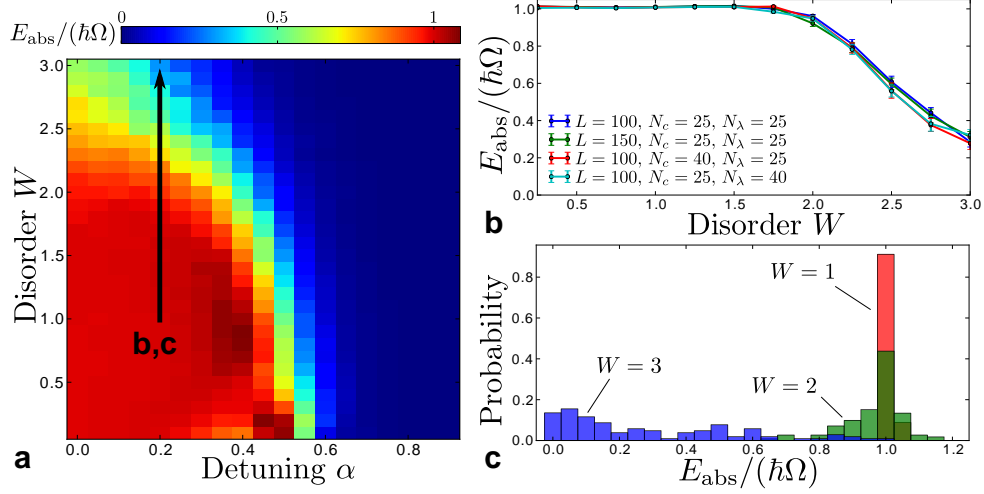 E_abs/(ħΩ)
0 0.5 1
Disorder W
3.0
2.5
2.0
1.5
1.0
0.5
b,c
0.0 0.2 0.4 0.6 0.8
a
Detuning α
E_abs/(ħΩ)
1.0
0.8
0.6
0.4
0.2
0.0
L = 100, N_c = 25, N_λ = 25
L = 150, N_c = 25, N_λ = 25
L = 100, N_c = 40, N_λ = 25
L = 100, N_c = 25, N_λ = 40
0.5 1.0 1.5 2.0 2.5 3.0
b
Disorder W
Probability
0.8
0.6
0.4
0.2
0.0
W = 1
W = 3
W = 2
0.0 0.2 0.4 0.6 0.8 1.0 1.2
c
E_abs/(ħΩ)